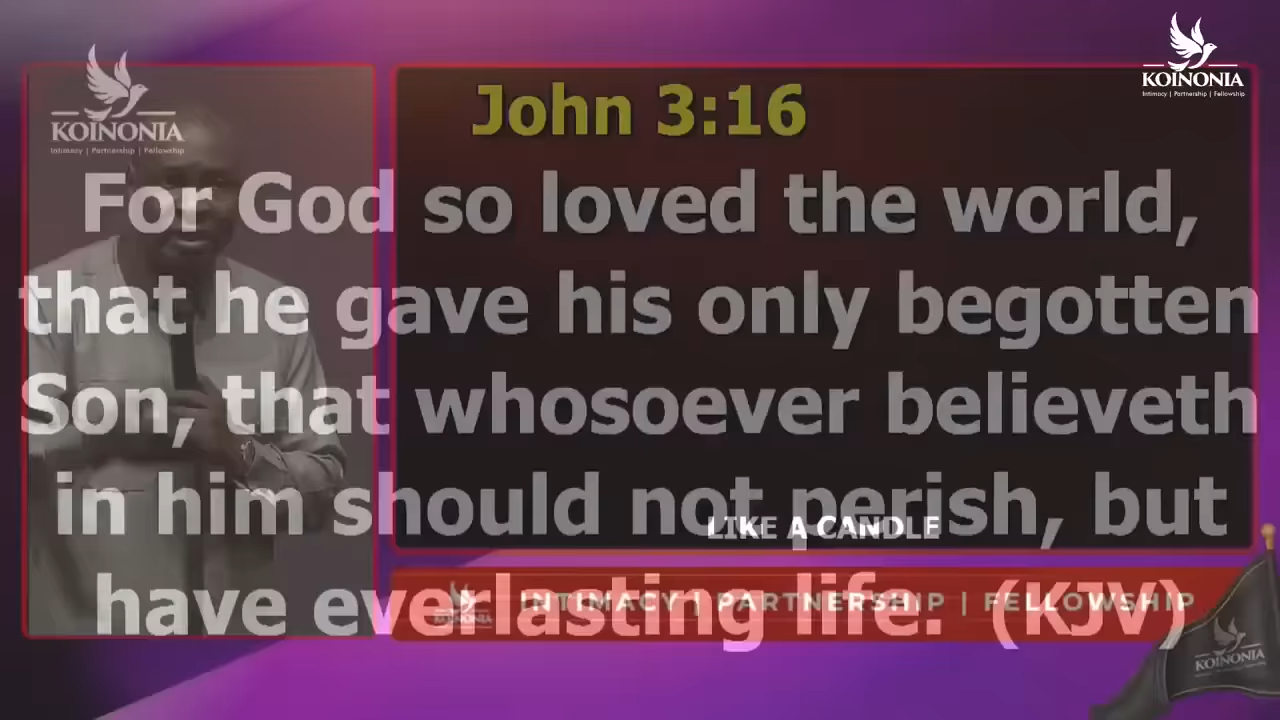 KOINONIA
Intimacy | Partnership | Fellowship
KOINONIA
Intimacy | Partnership | Fellowship
John 3:16
For God so loved the world,
that he gave his only begotten
Son, that whosoever believeth
in him should not perish, but
have everlasting life. (KJV)
LIKE A CANDLE
KOINONIA
INTIMACY | PARTNERSHIP | FELLOWSHIP
KOINONIA